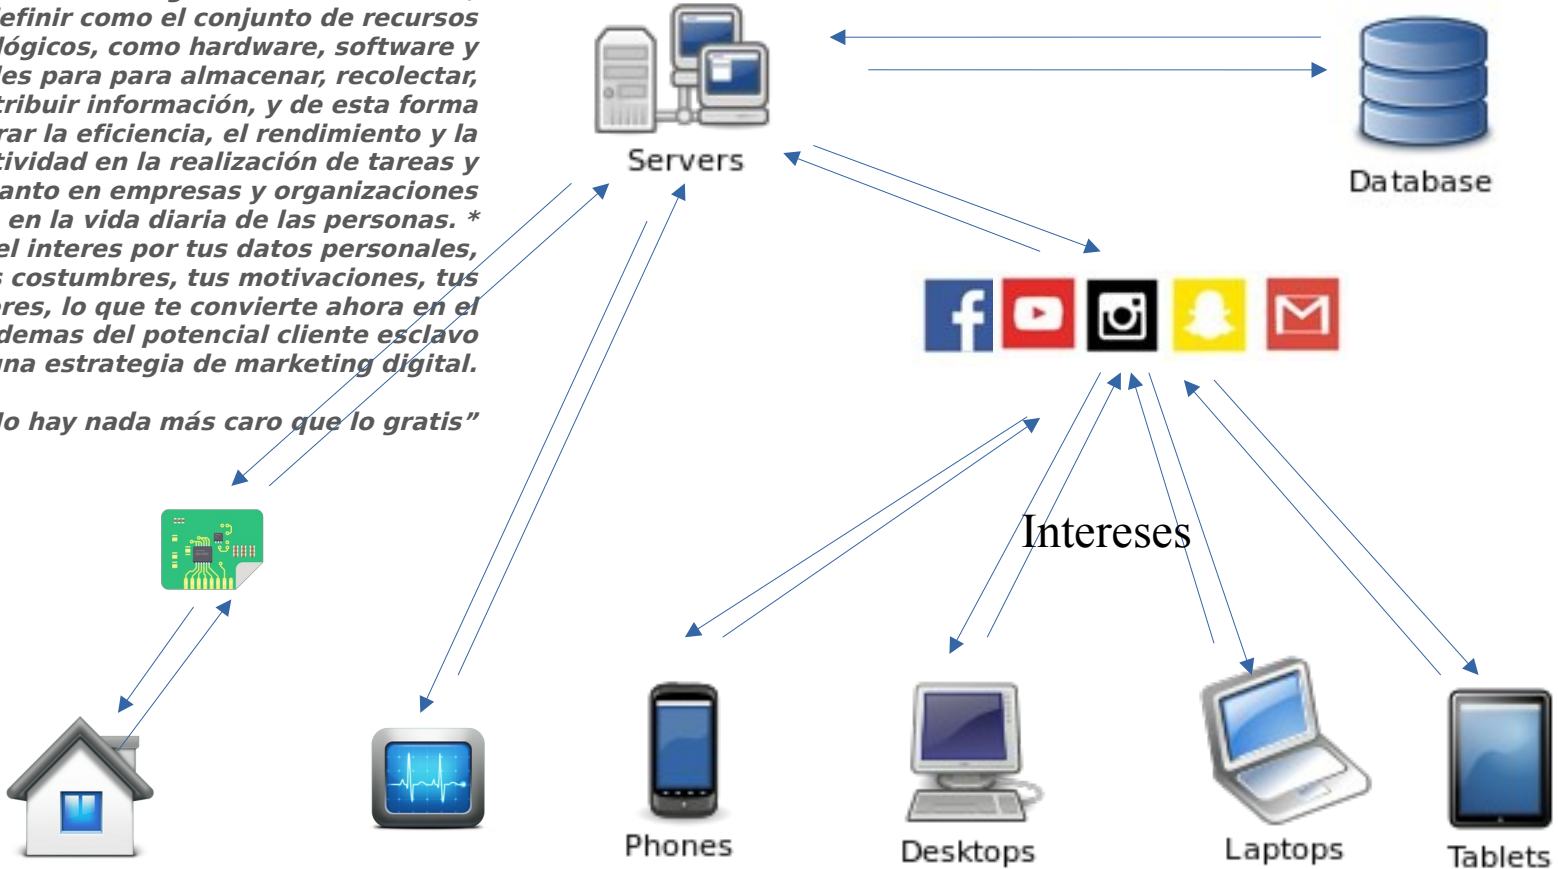 efinir como el conjunto de recursos
lógicos, como hardware, software y
les para para almacenar, recolectar,
tribuir información, y de esta forma
rar la eficiencia, el rendimiento y la
tividad en la realización de tareas y
anto en empresas y organizaciones
en la vida diaria de las personas. *
el interes por tus datos personales,
s costumbres, tus motivaciones, tus
eres, lo que te convierte ahora en el
demas del potencial cliente esclavo
una estrategia de marketing digital.
lo hay nada más caro que lo gratis”
Servers
Database
Intereses
Phones
Desktops
Laptops
Tablets